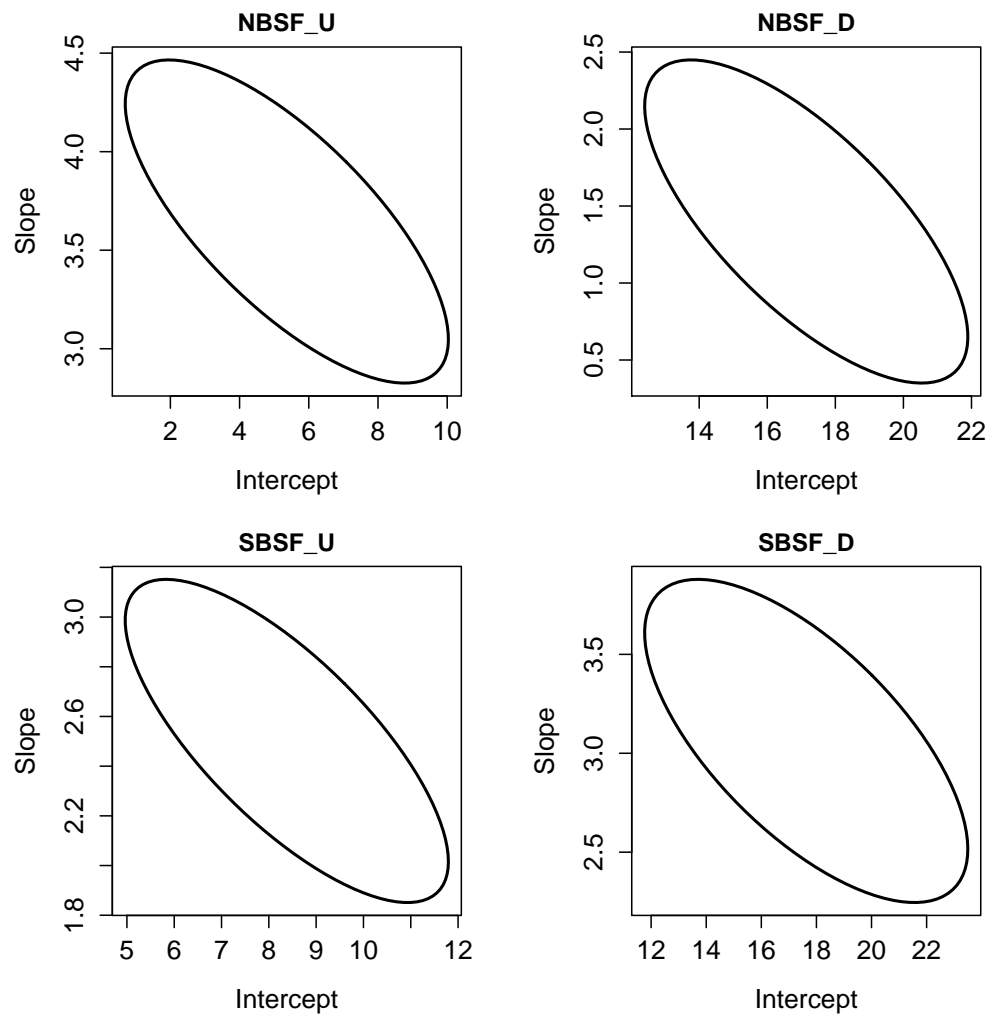 NBSF_U
4.5
4.0
3.5
3.0
Slope
2 4 6 8 10
Intercept
NBSF_D
2.5
2.0
1.5
1.0
0.5
Slope
14 16 18 20 22
Intercept
SBSF_U
3.0
2.6
2.2
1.8
Slope
5 6 7 8 9 10 12
Intercept
SBSF_D
3.5
3.0
2.5
Slope
12 14 16 18 20 22
Intercept